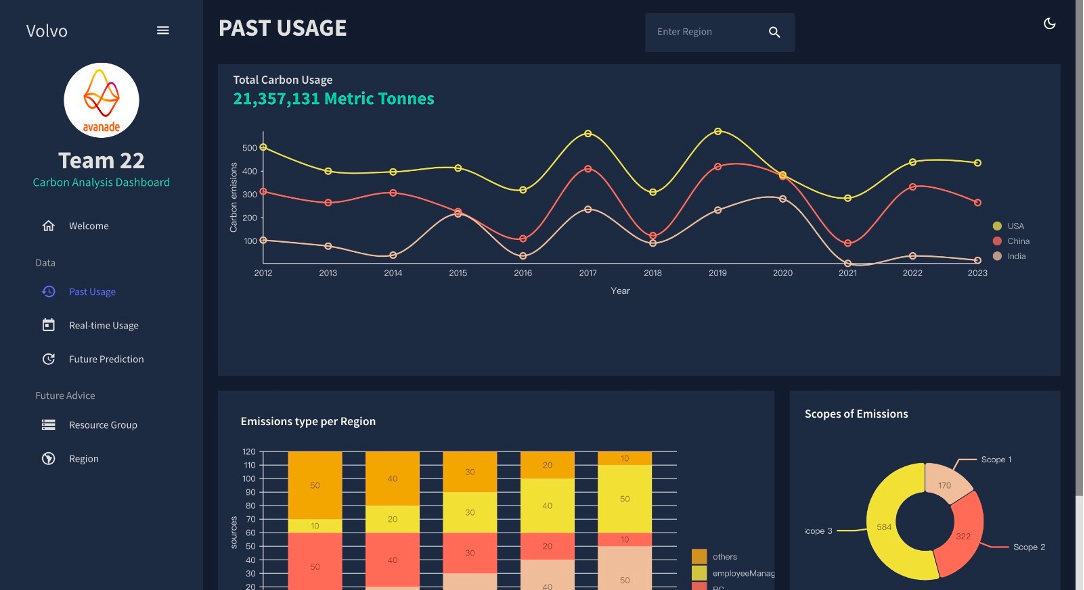 Volvo
PAST USAGE
Enter Region
avanade
Team 22
Carbon Analysis Dashboard
Welcome
Data
Past Usage
Real-time Usage
Future Prediction
Future Advice
Resource Group
Region
Total Carbon Usage
21,357,131 Metric Tonnes
Carbon emisions
500
400
300
200
100
2012 2013 2014 2015 2016 2017 2018 2019 2020 2021 2022 2023
Year
USA
China
India
Emissions type per Region
sources
120
110
100
90
80
70
60
50
40
30
20
50 40 30 20 10
10 20 30 40 50
50 40 30 20 10
40 50
others
employeeManag
Scopes of Emissions
Scope 1
170
Scope 2
322
cope 3
584